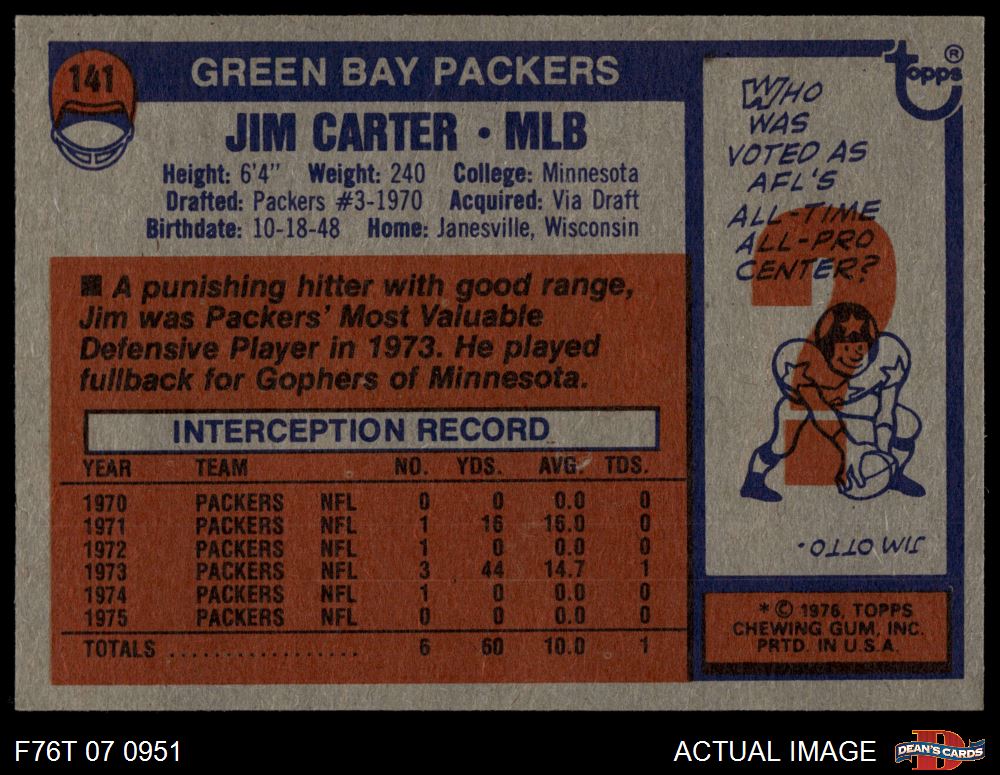 141
GREEN BAY PACKERS
JIM CARTER • MLB
Height: 6'4" Weight: 240 College: Minnesota
Drafted: Packers #3-1970 Acquired: Via Draft
Birthdate: 10-18-48 Home: Janesville, Wisconsin
■ A punishing hitter with good range,
Jim was Packers' Most Valuable
Defensive Player in 1973. He played
fullback for Gophers of Minnesota.
INTERCEPTION RECORD
YEAR TEAM NO. YDS. AVG. TDS.
1970 PACKERS NFL 0 0 0.0 0
1971 PACKERS NFL 1 16 16.0 0
1972 PACKERS NFL 1 0 0.0 0
1973 PACKERS NFL 3 44 14.7 1
1974 PACKERS NFL 1 0 0.0 0
1975 PACKERS NFL 0 0 0.0 0
TOTALS .................. 6 60 10.0 1
topps®
WHO
WAS
VOTED AS
AFL'S
ALL-TIME
ALL-PRO
CENTER?
?
JIM OTTO.
* © 1976, TOPPS
CHEWING GUM, INC.
PRTD. IN U.S.A.
F76T 07 0951
ACTUAL IMAGE
DEAN'S CARDS